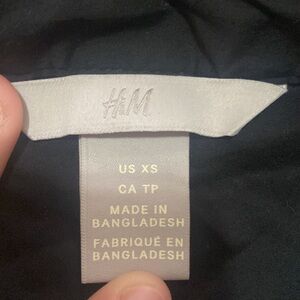 H&M
US XS
CA TP
MADE IN
BANGLADESH
FABRIQUÉ EN
BANGLADESH